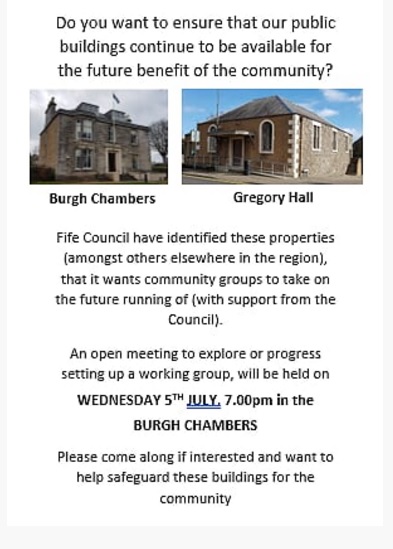 Do you want to ensure that our public
buildings continue to be available for
the future benefit of the community?
Burgh Chambers
Gregory Hall
Fife Council have identified these properties
(amongst others elsewhere in the region),
that it wants community groups to take on
the future running of (with support from the
Council).
An open meeting to explore or progress
setting up a working group, will be held on
WEDNESDAY 5TH JULY, 7.00pm in the
BURGH CHAMBERS
Please come along if interested and want to
help safeguard these buildings for the
community